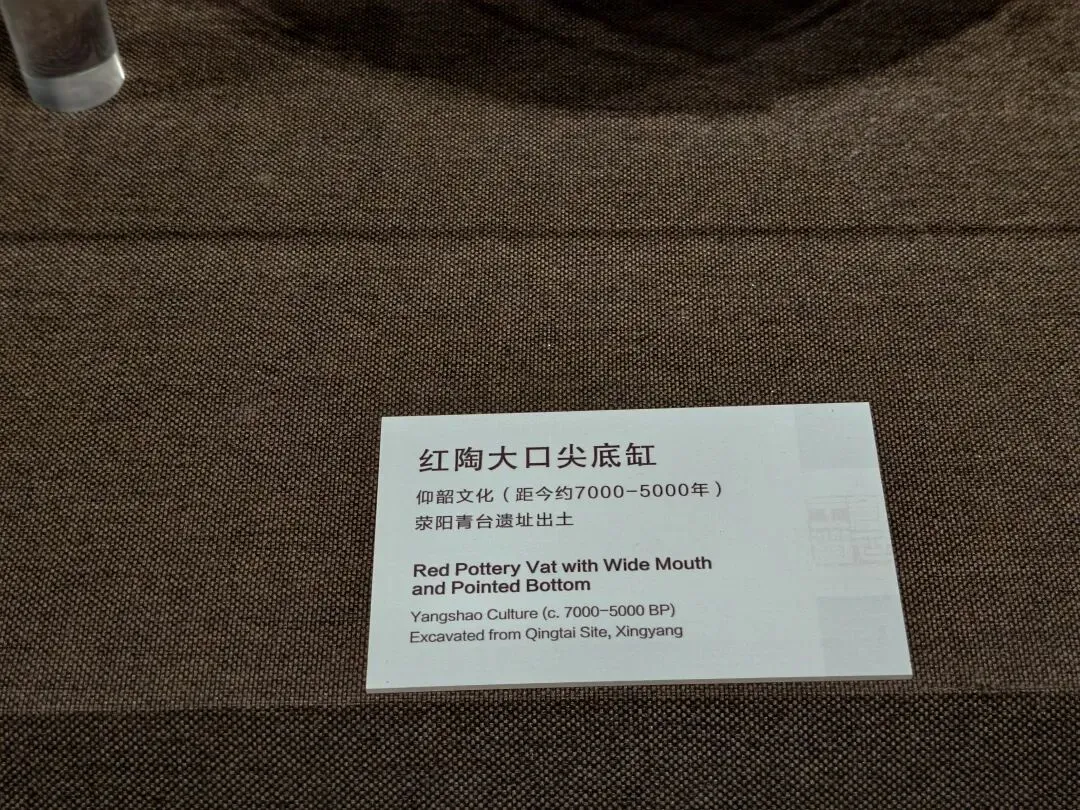 红陶大口尖底缸
仰韶文化（距今约7000-5000年）
荥阳青台遗址出土
Red Pottery Vat with Wide Mouth
and Pointed Bottom
Yangshao Culture (c. 7000-5000 BP)
Excavated from Qingtai Site, Xingyang